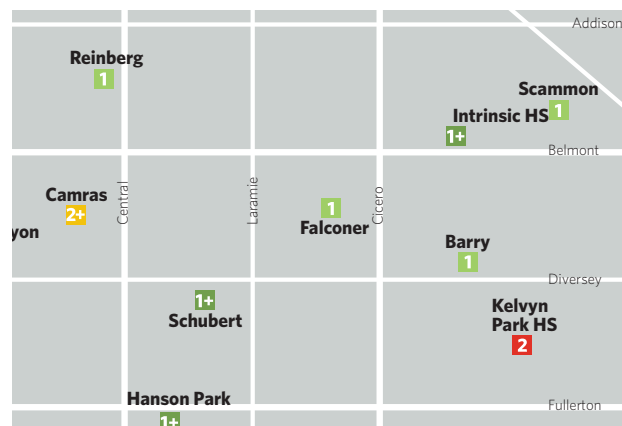 Addison
Reinberg
1
Scammon
1
Intrinsic HS
1+
Belmont
Central
Laramie
Cicero
Camras
2+
yon
1
Falconer
Barry
1
Diversey
1+
Schubert
Kelvyn
Park HS
2
Hanson Park
1+
Fullerton